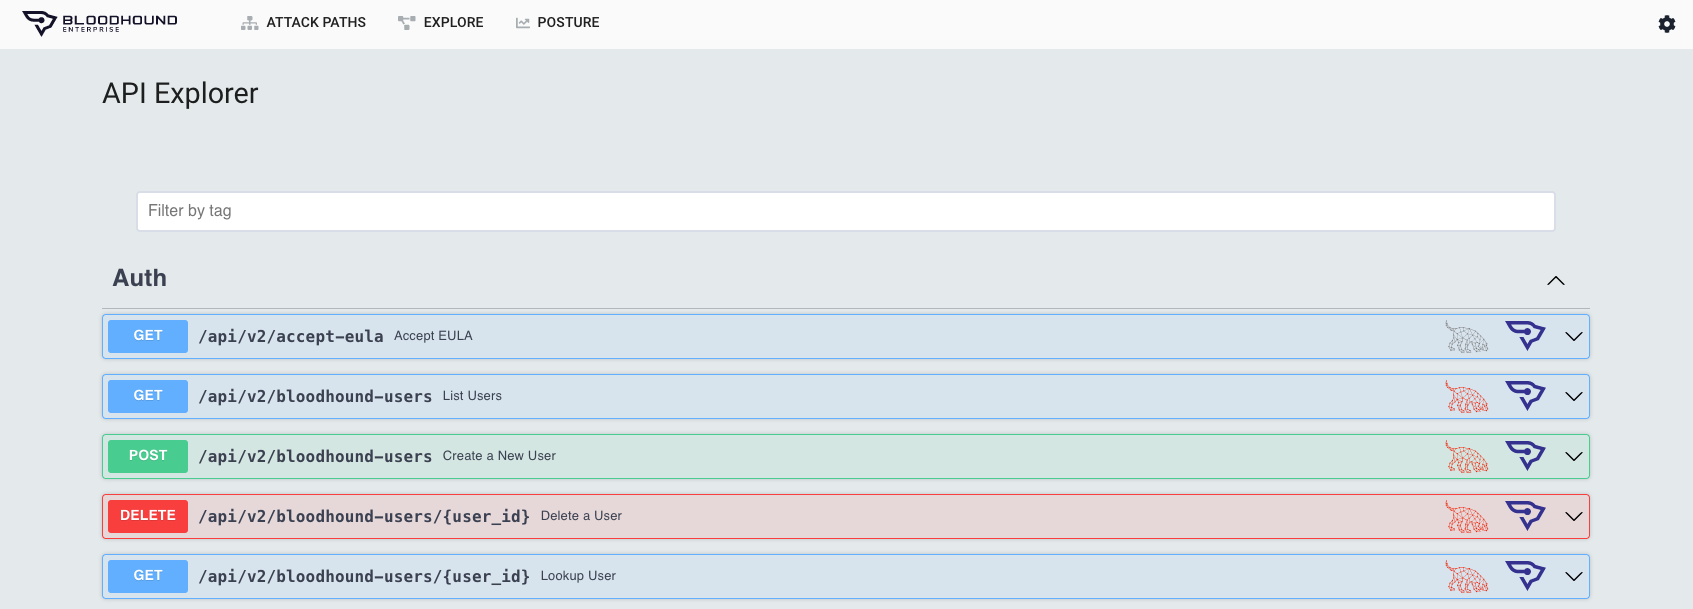 BLOODHOUND
ENTERPRISE
ATTACK PATHS
EXPLORE
POSTURE
API Explorer
Filter by tag
Auth
GET /api/v2/accept-eula Accept EULA
GET /api/v2/bloodhound-users List Users
POST /api/v2/bloodhound-users Create a New User
DELETE /api/v2/bloodhound-users/{user_id} Delete a User
GET /api/v2/bloodhound-users/{user_id} Lookup User